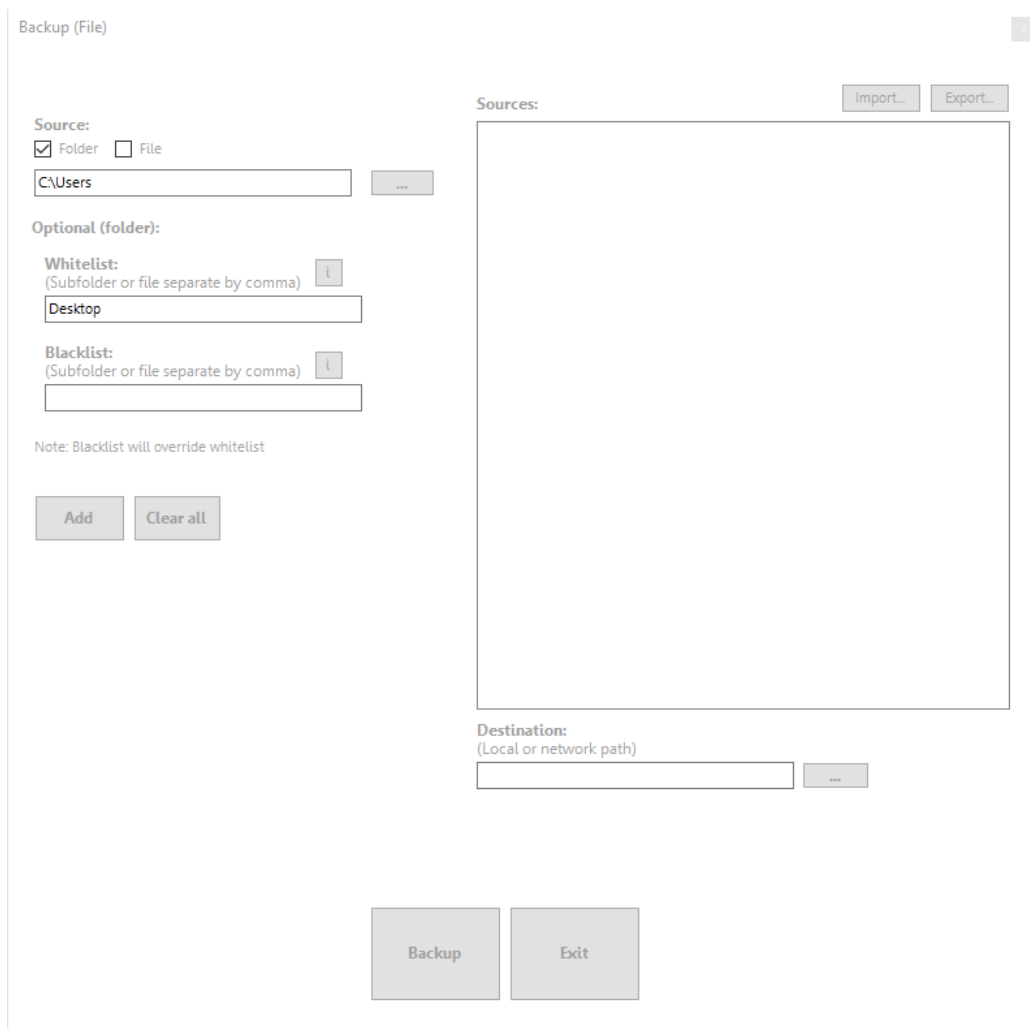 Backup (File)
Import... Export...
Sources:
Source:
Folder File
C:\Users
...
Optional (folder):
Whitelist:
(Subfolder or file separate by comma)
i
Desktop
Blacklist:
(Subfolder or file separate by comma)
i
Note: Blacklist will override whitelist
Add Clear all
Destination:
(Local or network path)
...
Backup Exit